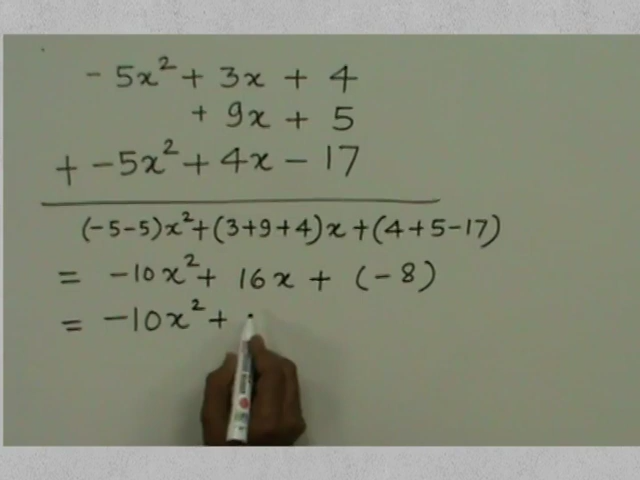 - 5x² + 3x + 4
+ 9x + 5
+ -5x² + 4x - 17
(-5-5)x² + (3+9+4)x + (4+5-17)
= -10x² + 16x + (-8)
= -10x² +